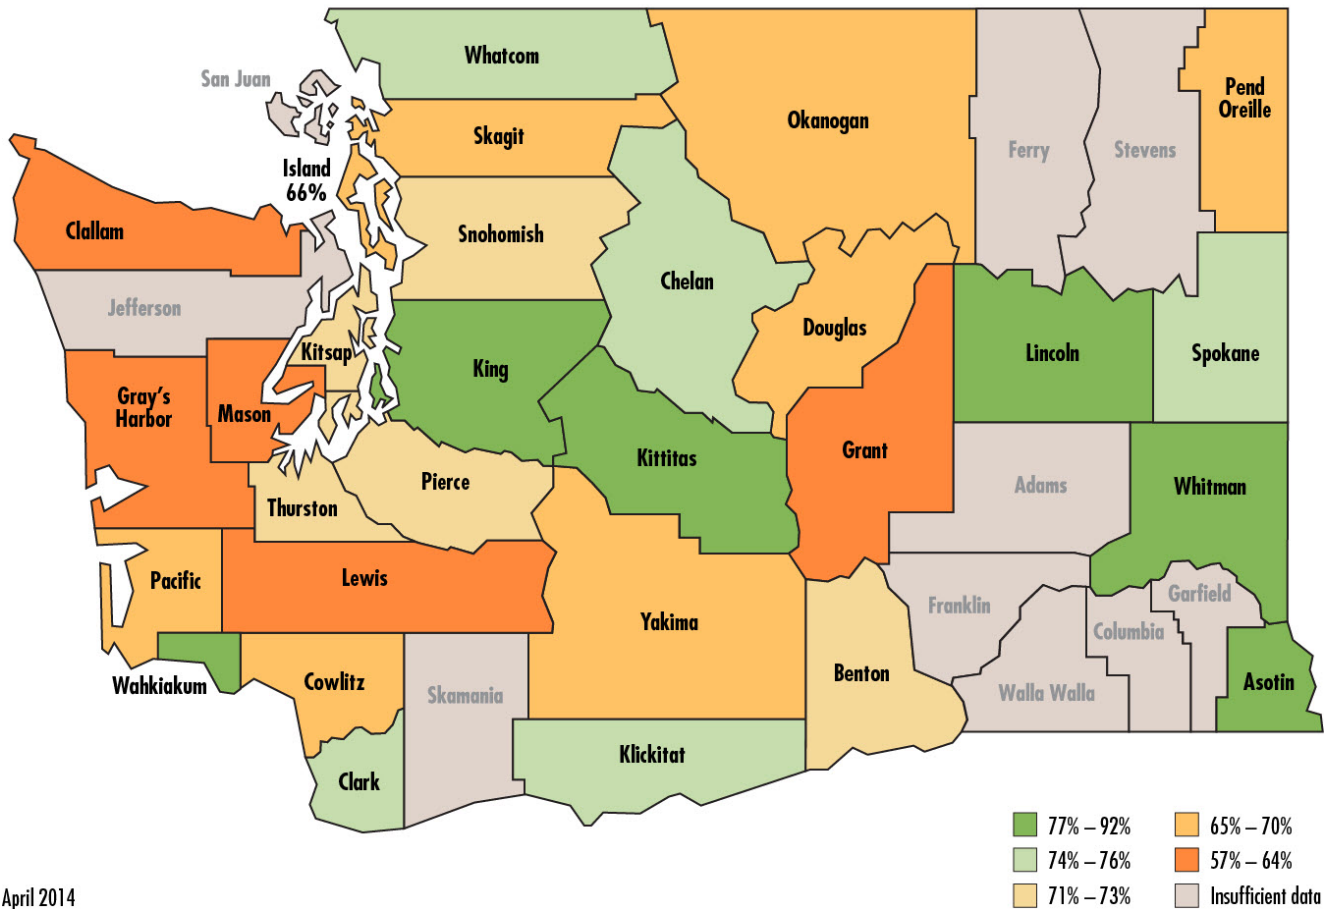 Whatcom
San Juan
Pend
Oreille
Okanogan
Skagit
Ferry
Stevens
Island
66%
Clallam
Snohomish
Chelan
Jefferson
Douglas
Kitsap
Lincoln
Spokane
King
Gray's
Harbor
Mason
Grant
Kittitas
Pierce
Adams
Whitman
Thurston
Lewis
Pacific
Garfield
Franklin
Yakima
Columbia
Benton
Asotin
Wahkiakum
Cowlitz
Skamania
Walla Walla
Klickitat
Clark
77% – 92%
74% – 76%
71% – 73%
65% – 70%
57% – 64%
Insufficient data
April 2014